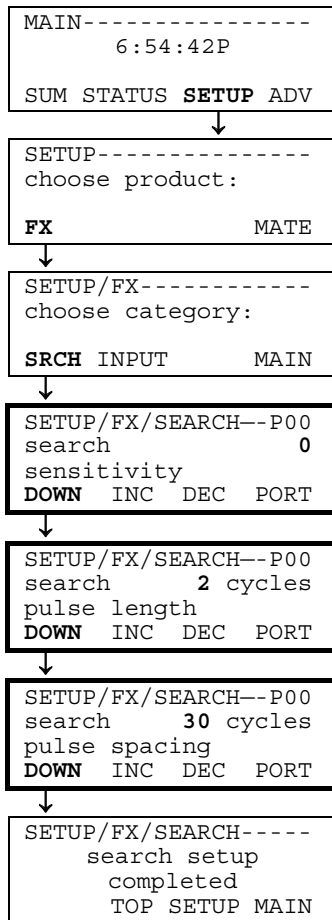 MAIN----------------
6:54:42P
SUM STATUS SETUP ADV
SETUP---------------
choose product:
FX MATE
SETUP/FX------------
choose category:
SRCH INPUT MAIN
SETUP/FX/SEARCH—-P00
search 0
sensitivity
DOWN INC DEC PORT
SETUP/FX/SEARCH—-P00
search 2 cycles
pulse length
DOWN INC DEC PORT
SETUP/FX/SEARCH—-P00
search 30 cycles
pulse spacing
DOWN INC DEC PORT
SETUP/FX/SEARCH-----
search setup
completed
TOP SETUP MAIN